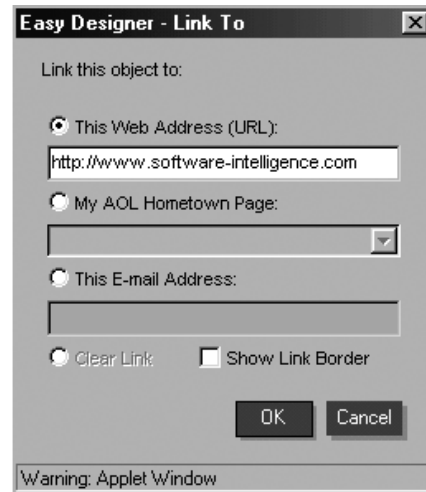 Easy Designer - Link To
Link this object to:
This Web Address (URL):
http://www.software-intelligence.com
My AOL Hometown Page:
This E-mail Address:
Clear Link Show Link Border
OK Cancel
Warning: Applet Window